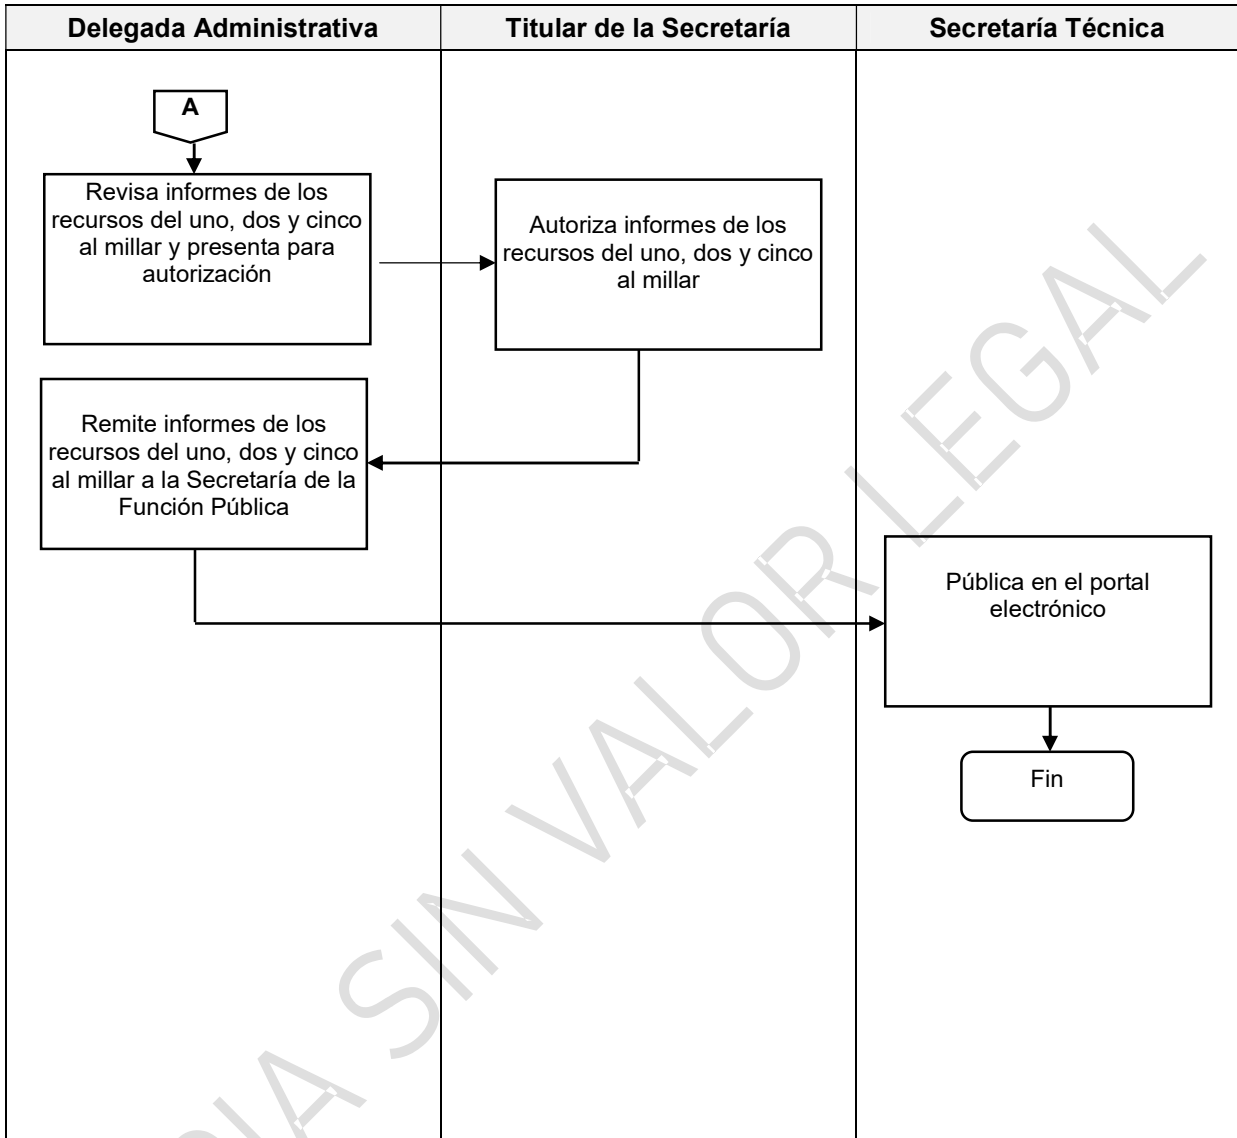 Delegada Administrativa
Titular de la Secretaría
Secretaría Técnica
A
Revisa informes de los
recursos del uno, dos y cinco
al millar y presenta para
autorización
Autoriza informes de los
recursos del uno, dos y cinco
al millar
Remite informes de los
recursos del uno, dos y cinco
al millar a la Secretaría de la
Función Pública
Pública en el portal
electrónico
Fin
SIN VALOR LEGAL